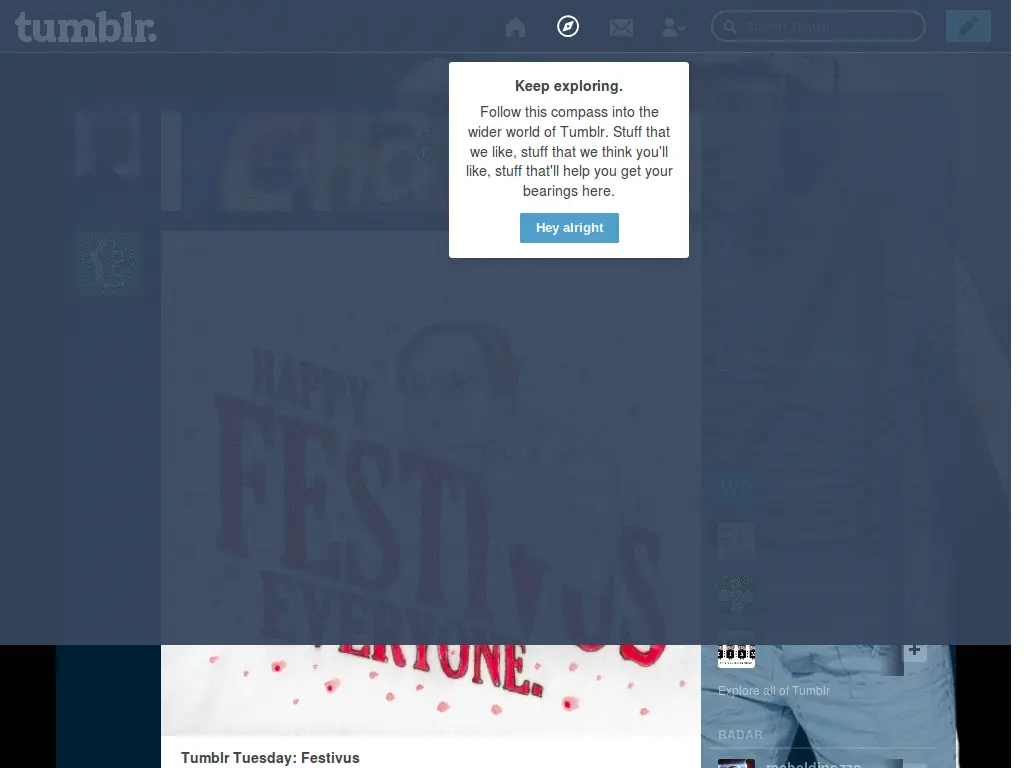 tumblr.
Search Tumblr
Keep exploring.
Follow this compass into the
wider world of Tumblr. Stuff that
we like, stuff that we think you'll
like, stuff that'll help you get your
bearings here.
Hey alright
Cha
t
HAPPY
FESTIVUS
EVERYONE.
Explore all of Tumblr
RADAR
Tumblr Tuesday: Festivus